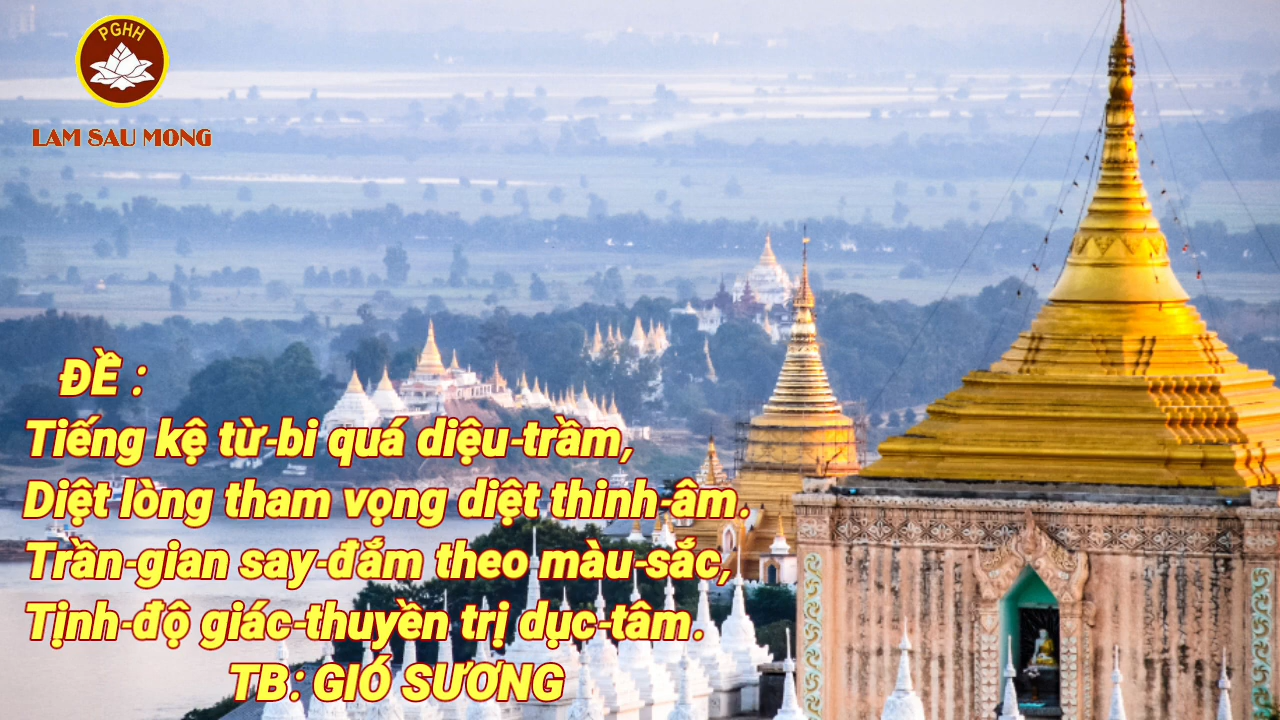 PGHH
LAM SAU MONG
ĐỀ :
Tiếng kệ từ-bi quá diệu-trầm,
Diệt lòng tham vọng diệt thinh-âm.
Trần-gian say-đắm theo màu-sắc,
Tịnh-độ giác-thuyền trị dục-tâm.
TB: GIÓ SƯƠNG